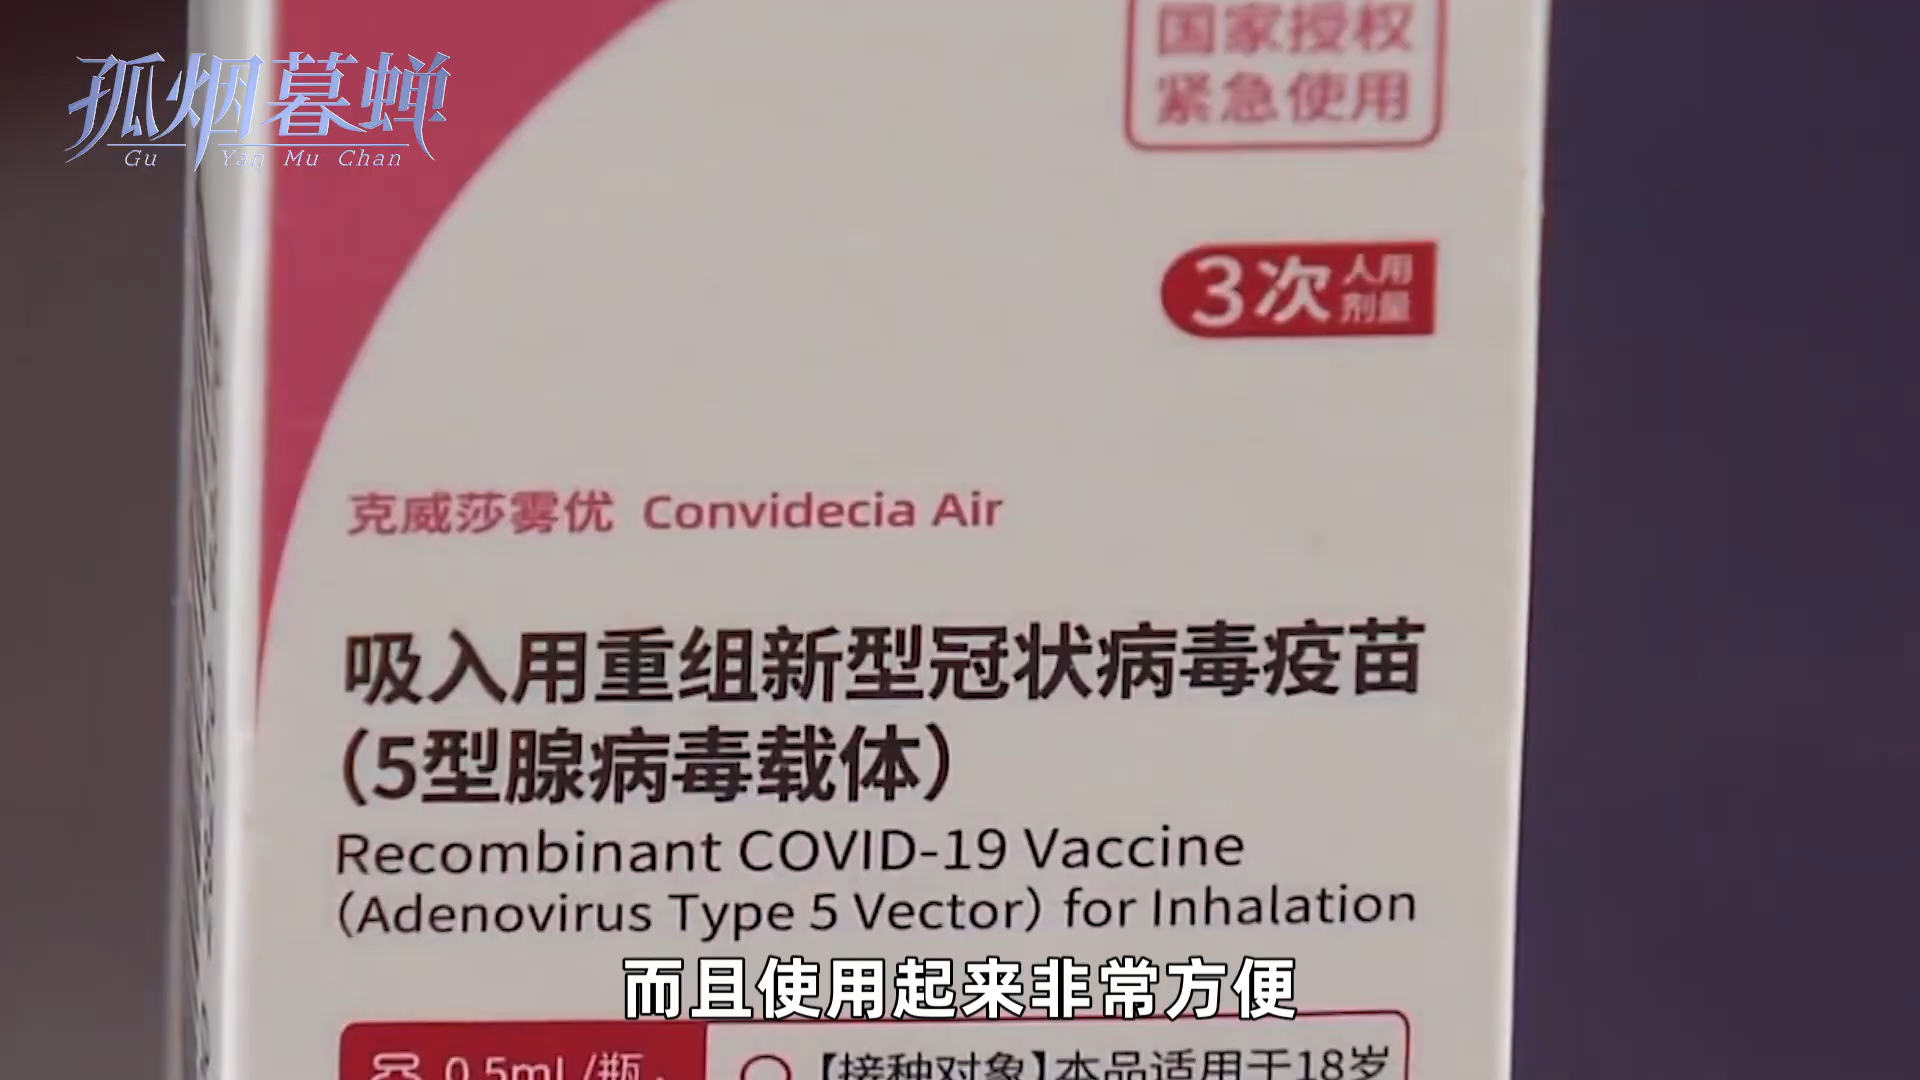 孤烟暮蝉
Gu Yan Mu Chan
国家授权
紧急使用
3次 人用
剂量
克威莎雾优 Convidecia Air
吸入用重组新型冠状病毒疫苗
(5型腺病毒载体)
Recombinant COVID-19 Vaccine
(Adenovirus Type 5 Vector) for Inhalation
而且使用起来非常方便
0.5mL/瓶,
【接种对象】本品适用于18岁